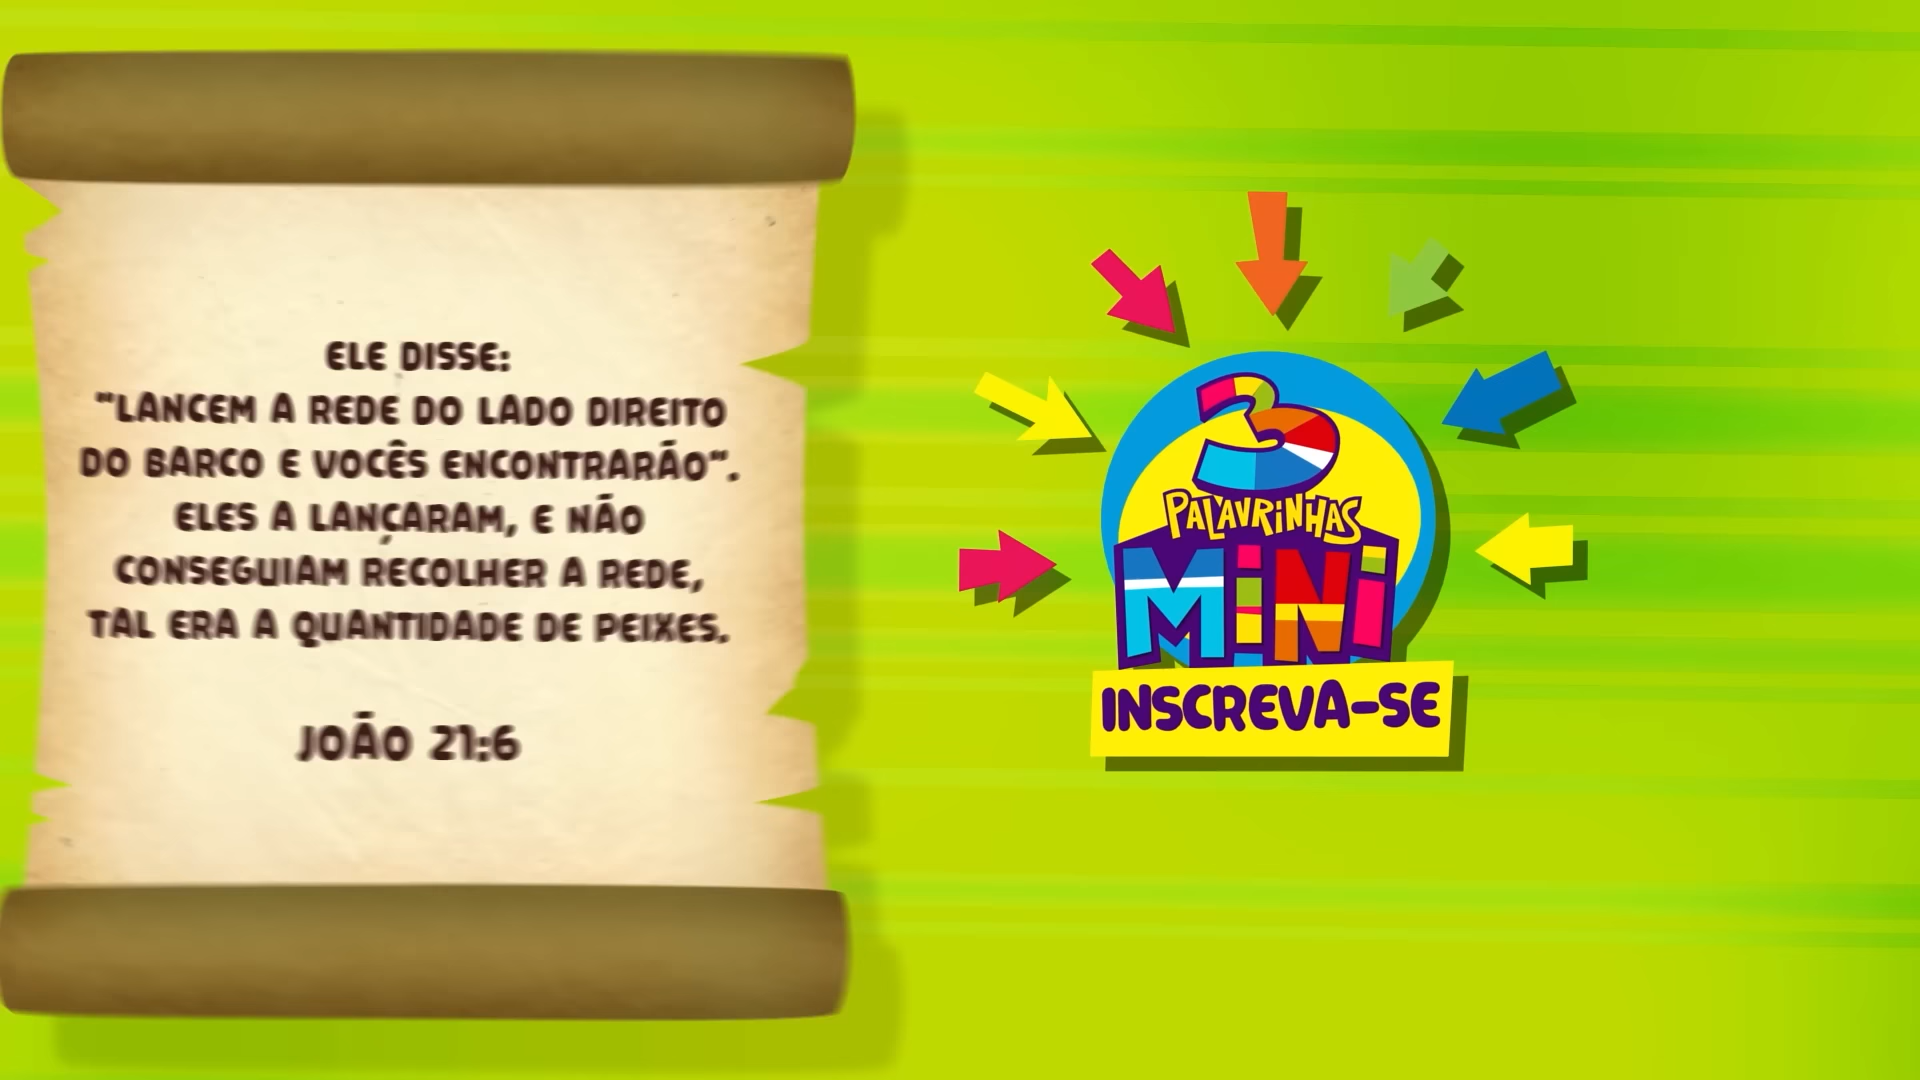 ELE DISSE:
"LANCEM A REDE DO LADO DIREITO
DO BARCO E VOCÊS ENCONTRARÃO".
ELES A LANÇARAM, E NÃO
CONSEGUIAM RECOLHER A REDE,
TAL ERA A QUANTIDADE DE PEIXES.
JOÃO 21:6
3
PALAVRINHAS
MiNi
INSCREVA-SE